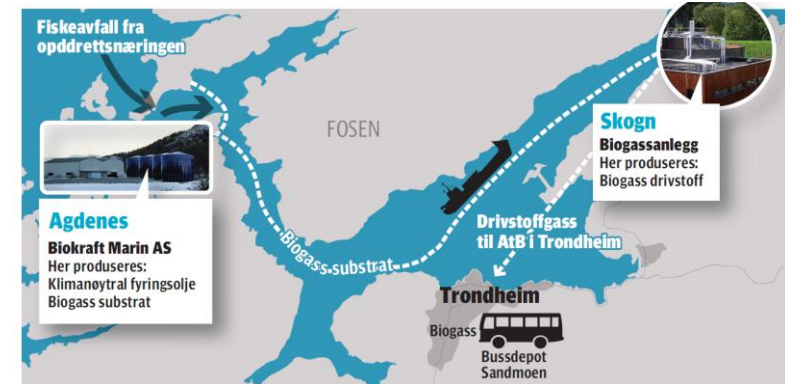 Fiskeavfall fra
opddrettsnæringen
FOSEN
Agdenes
Biokraft Marin AS
Her produseres:
Klimanøytral fyringsolje
Biogass substrat
Biogass-substrat
Skogn
Biogassanlegg
Her produseres:
Biogass drivstoff
Drivstoffgass
til AtB i Trondheim
Trondheim
Biogass
Bussdepot
Sandmoen